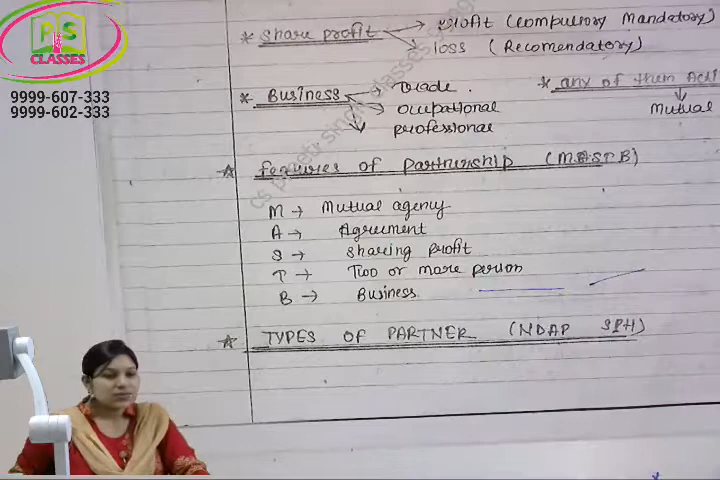 PS
CLASSES
9999-607-333
9999-602-333
* share profit → profit (compulsory Mandatory)
→ loss (Recomendatory)
* Business → Trade.
→ ocupational
professional
* any of them Act
Mutual
* features of partnership (M.A.S.T.B)
M → Mutual agency
A → Agreement
S → sharing profit
T → Two or more person
B → Business
* TYPES OF PARTNER (NDAP SPH)